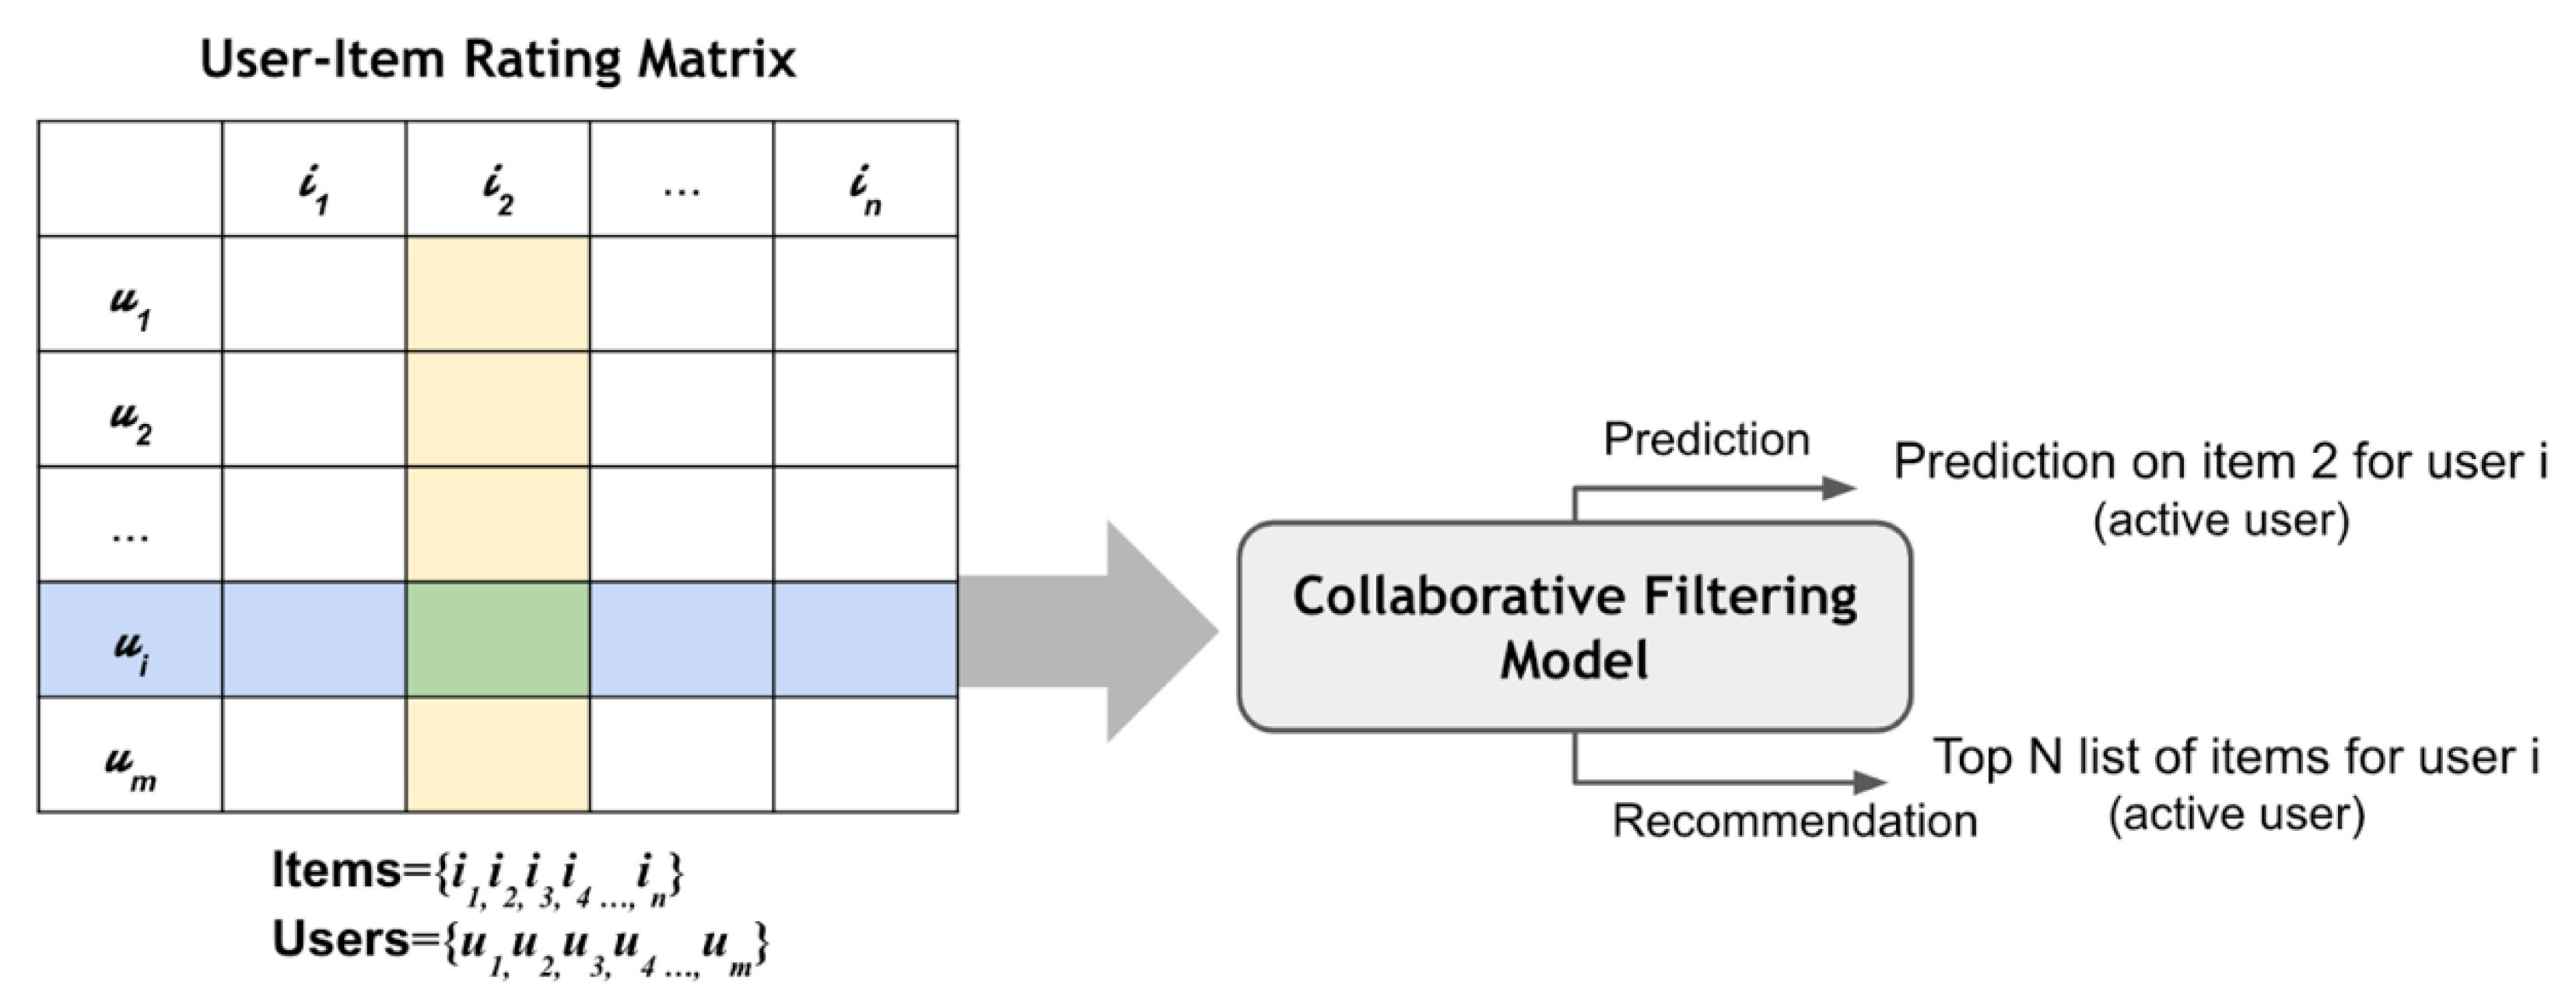 User-Item Rating Matrix
i1 i2 ... in
u1
u2
...
ui
um
Items={i1, i2, i3, i4 ..., in}
Users={u1, u2, u3, u4 ..., um}
Collaborative Filtering
Model
Prediction
Prediction on item 2 for user i
(active user)
Recommendation
Top N list of items for user i
(active user)